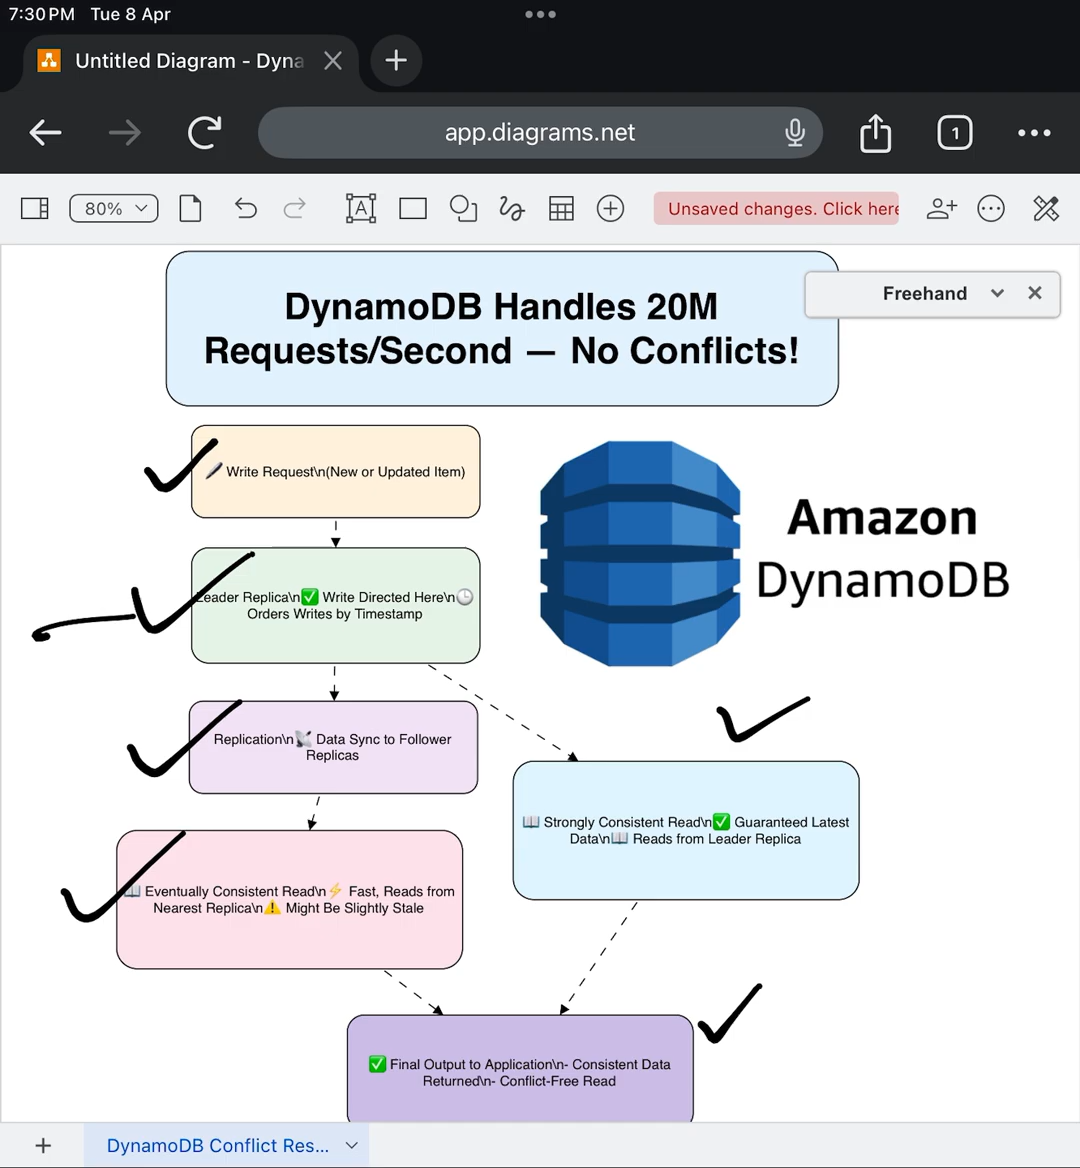 7:30 PM Tue 8 Apr
Untitled Diagram - Dyna
app.diagrams.net
1
80%
A
Unsaved changes. Click here
Freehand
DynamoDB Handles 20M
Requests/Second — No Conflicts!
🖊️ Write Request\n(New or Updated Item)
Amazon
DynamoDB
Leader Replica\n✅ Write Directed Here\n🕒
Orders Writes by Timestamp
Replication\n📡 Data Sync to Follower
Replicas
📖 Strongly Consistent Read\n✅ Guaranteed Latest
Data\n📖 Reads from Leader Replica
📖 Eventually Consistent Read\n⚡ Fast, Reads from
Nearest Replica\n⚠️ Might Be Slightly Stale
✅ Final Output to Application\n- Consistent Data
Returned\n- Conflict-Free Read
DynamoDB Conflict Res...